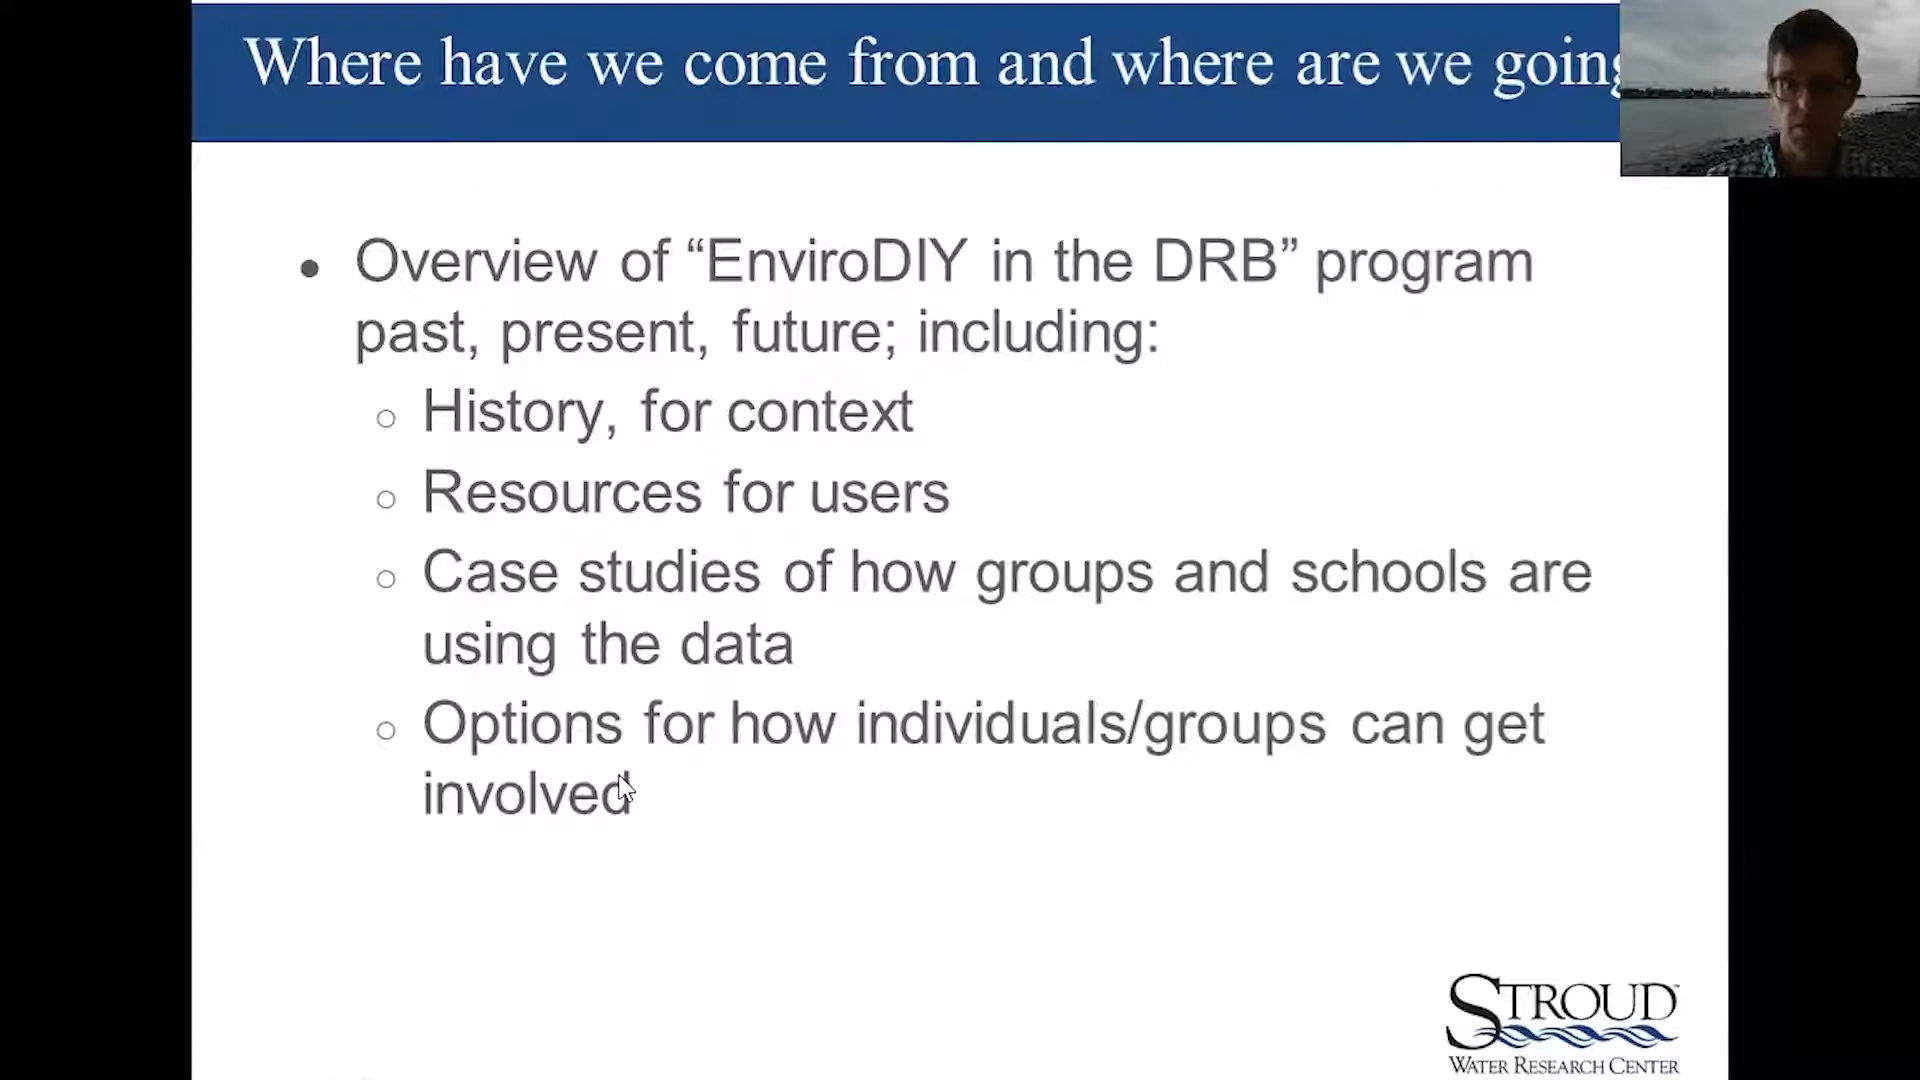 Where have we come from and where are we going
• Overview of “EnviroDIY in the DRB” program
past, present, future; including:
○ History, for context
○ Resources for users
○ Case studies of how groups and schools are
using the data
○ Options for how individuals/groups can get
involved
STROUD™
WATER RESEARCH CENTER